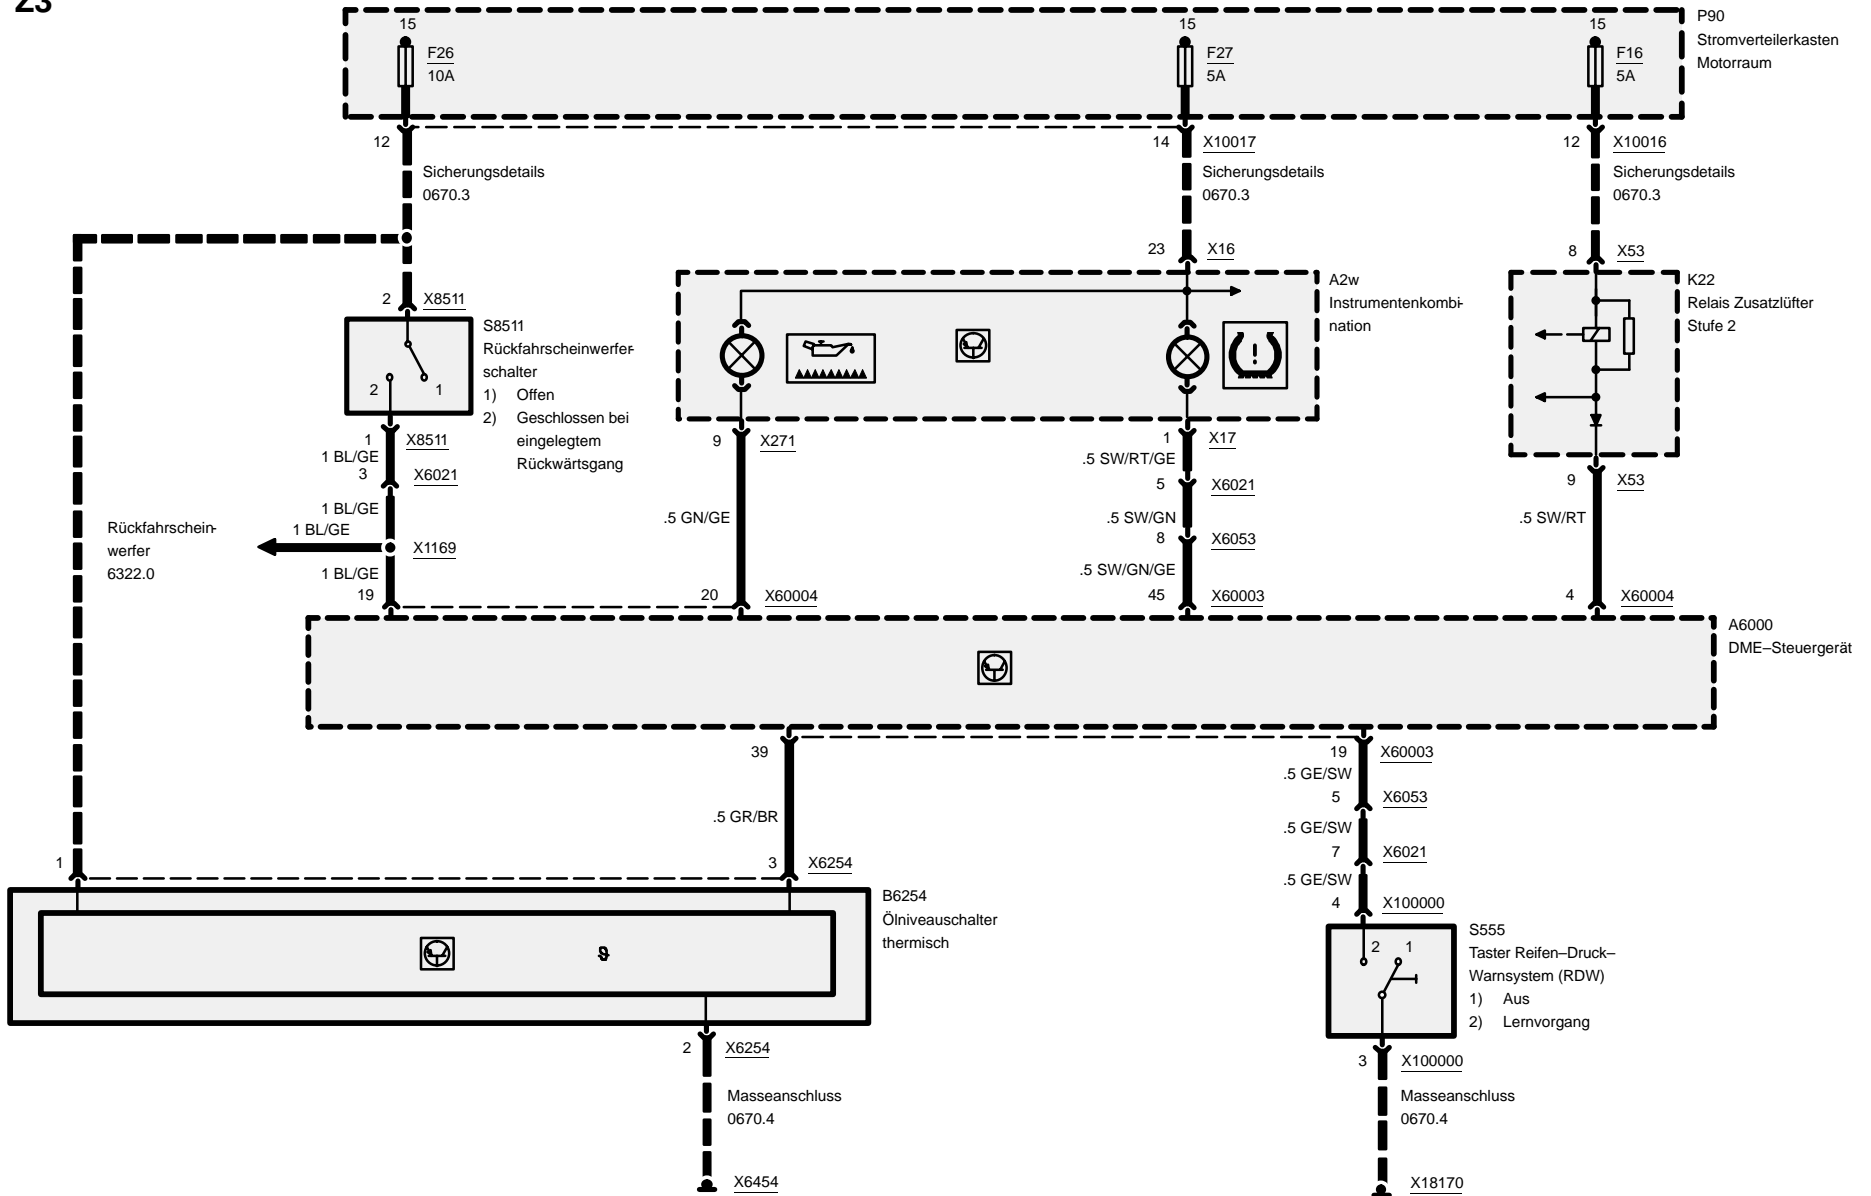 Z3
15
15
15
P90
Stromverteilerkasten
Motorraum
F26
10A
F27
5A
F16
5A
12
14
X10017
12
X10016
Sicherungsdetails
0670.3
Sicherungsdetails
0670.3
Sicherungsdetails
0670.3
23
X16
8
X53
2
X8511
A2w
Instrumentenkombi-
nation
K22
Relais Zusatzlüfter
Stufe 2
S8511
Rückfahrscheinwerfer-
schalter
1) Offen
2) Geschlossen bei
eingelegtem
Rückwärtsgang
2
1
!
1
X8511
1 BL/GE
3
X6021
1 BL/GE
1 BL/GE
X1169
1 BL/GE
19
Rückfahrschein-
werfer
6322.0
9
X271
.5 GN/GE
20
X60004
1
X17
.5 SW/RT/GE
5
X6021
.5 SW/GN
8
X6053
.5 SW/GN/GE
45
X60003
9
X53
.5 SW/RT
4
X60004
A6000
DME–Steuergerät
39
.5 GR/BR
3
X6254
1
19
X60003
.5 GE/SW
5
X6053
.5 GE/SW
7
X6021
.5 GE/SW
4
X100000
B6254
Ölniveauschalter
thermisch
ϑ
S555
Taster Reifen–Druck–
Warnsystem (RDW)
1) Aus
2) Lernvorgang
2
1
2
X6254
3
X100000
Masseanschluss
0670.4
Masseanschluss
0670.4
X6454
X18170